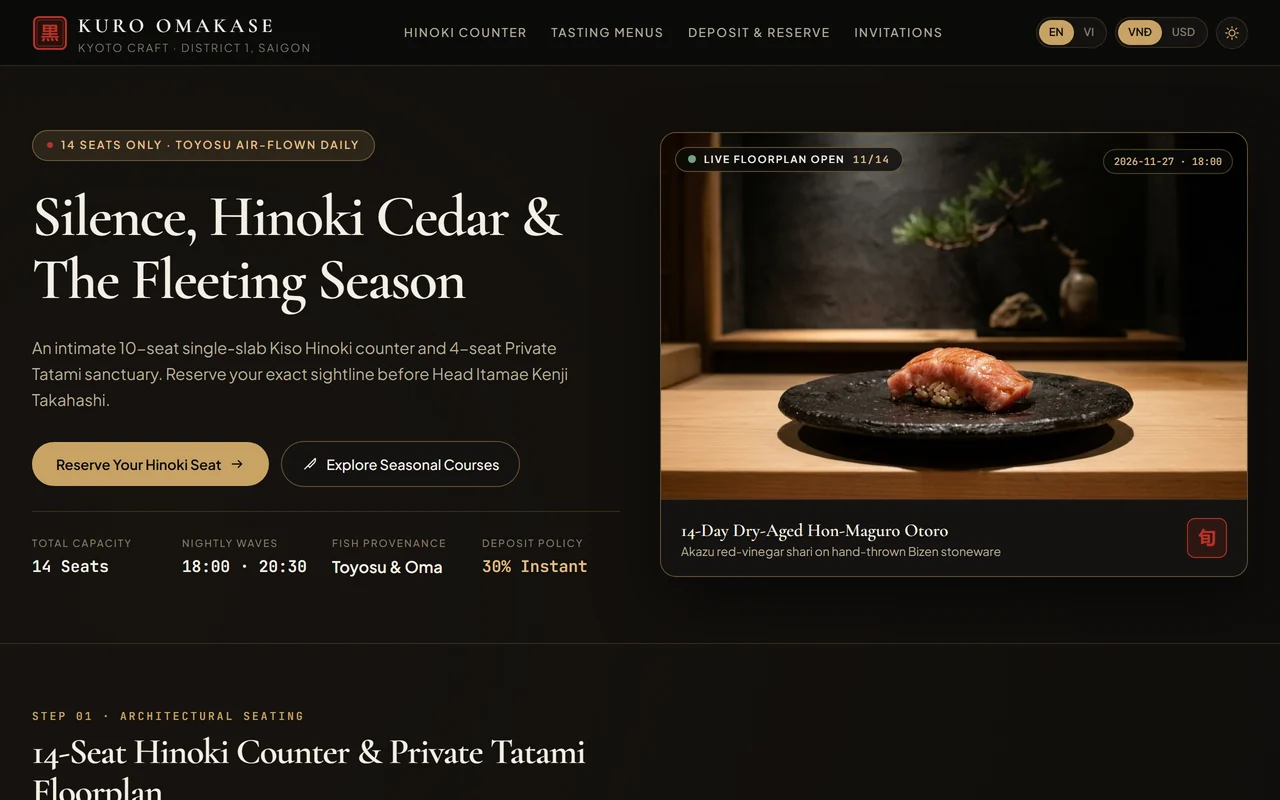 黒
KURO OMAKASE
KYOTO CRAFT · DISTRICT 1, SAIGON
HINOKI COUNTER
TASTING MENUS
DEPOSIT & RESERVE
INVITATIONS
EN VI
VNĐ USD
14 SEATS ONLY · TOYOSU AIR-FLOWN DAILY
Silence, Hinoki Cedar &
The Fleeting Season
An intimate 10–seat single-slab Kiso Hinoki counter and 4–seat Private
Tatami sanctuary. Reserve your exact sightline before Head Itamae Kenji
Takahashi.
Reserve Your Hinoki Seat →
Explore Seasonal Courses
TOTAL CAPACITY
14 Seats
NIGHTLY WAVES
18:00 · 20:30
FISH PROVENANCE
Toyosu & Oma
DEPOSIT POLICY
30% Instant
LIVE FLOORPLAN OPEN 11/14
2026-11-27 · 18:00
14-Day Dry-Aged Hon-Maguro Otoro
Akazu red-vinegar shari on hand-thrown Bizen stoneware
旬
STEP 01 · ARCHITECTURAL SEATING
14-Seat Hinoki Counter & Private Tatami
Floorplan